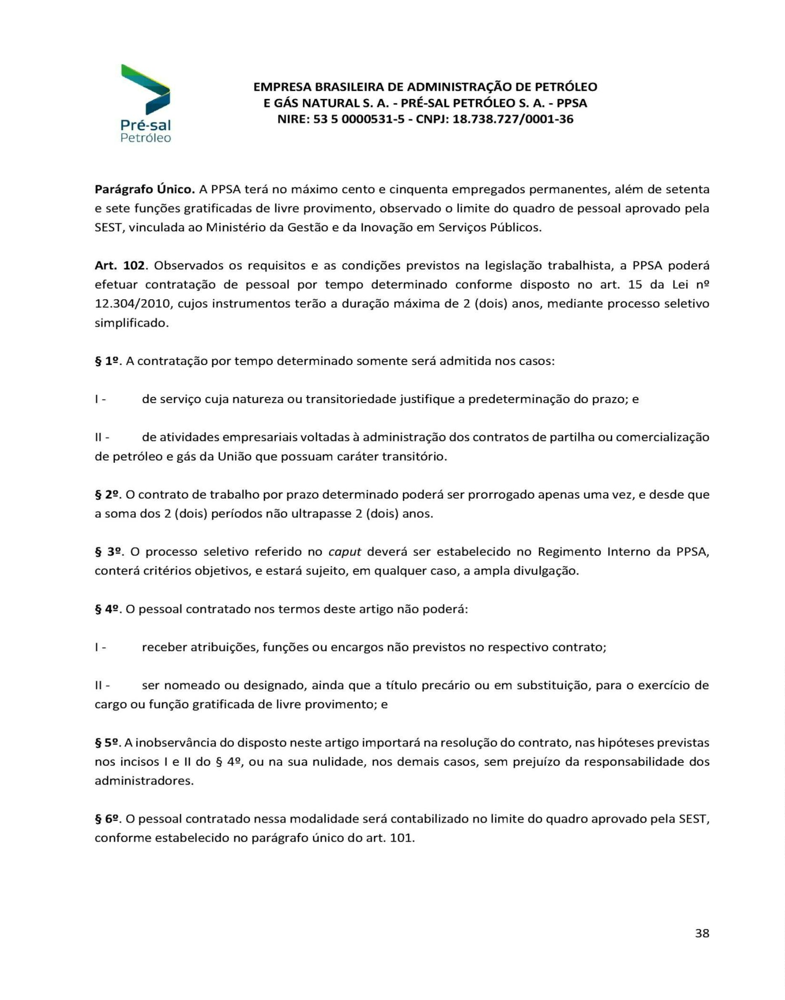 Pré-sal
Petróleo
EMPRESA BRASILEIRA DE ADMINISTRAÇÃO DE PETRÓLEO
E GÁS NATURAL S. A. - PRÉ-SAL PETRÓLEO S. A. - PPSA
NIRE: 53 5 0000531-5 - CNPJ: 18.738.727/0001-36
Parágrafo Único. A PPSA terá no máximo cento e cinquenta empregados permanentes, além de setenta
e sete funções gratificadas de livre provimento, observado o limite do quadro de pessoal aprovado pela
SEST, vinculada ao Ministério da Gestão e da Inovação em Serviços Públicos.
Art. 102. Observados os requisitos e as condições previstos na legislação trabalhista, a PPSA poderá
efetuar contratação de pessoal por tempo determinado conforme disposto no art. 15 da Lei nº
12.304/2010, cujos instrumentos terão a duração máxima de 2 (dois) anos, mediante processo seletivo
simplificado.
§ 1º. A contratação por tempo determinado somente será admitida nos casos:
I - de serviço cuja natureza ou transitoriedade justifique a predeterminação do prazo; e
II - de atividades empresariais voltadas à administração dos contratos de partilha ou comercialização
de petróleo e gás da União que possuam caráter transitório.
§ 2º. O contrato de trabalho por prazo determinado poderá ser prorrogado apenas uma vez, e desde que
a soma dos 2 (dois) períodos não ultrapasse 2 (dois) anos.
§ 3º. O processo seletivo referido no caput deverá ser estabelecido no Regimento Interno da PPSA,
conterá critérios objetivos, e estará sujeito, em qualquer caso, a ampla divulgação.
§ 4º. O pessoal contratado nos termos deste artigo não poderá:
I - receber atribuições, funções ou encargos não previstos no respectivo contrato;
II - ser nomeado ou designado, ainda que a título precário ou em substituição, para o exercício de
cargo ou função gratificada de livre provimento; e
§ 5º. A inobservância do disposto neste artigo importará na resolução do contrato, nas hipóteses previstas
nos incisos I e II do § 4º, ou na sua nulidade, nos demais casos, sem prejuízo da responsabilidade dos
administradores.
§ 6º. O pessoal contratado nessa modalidade será contabilizado no limite do quadro aprovado pela SEST,
conforme estabelecido no parágrafo único do art. 101.
38